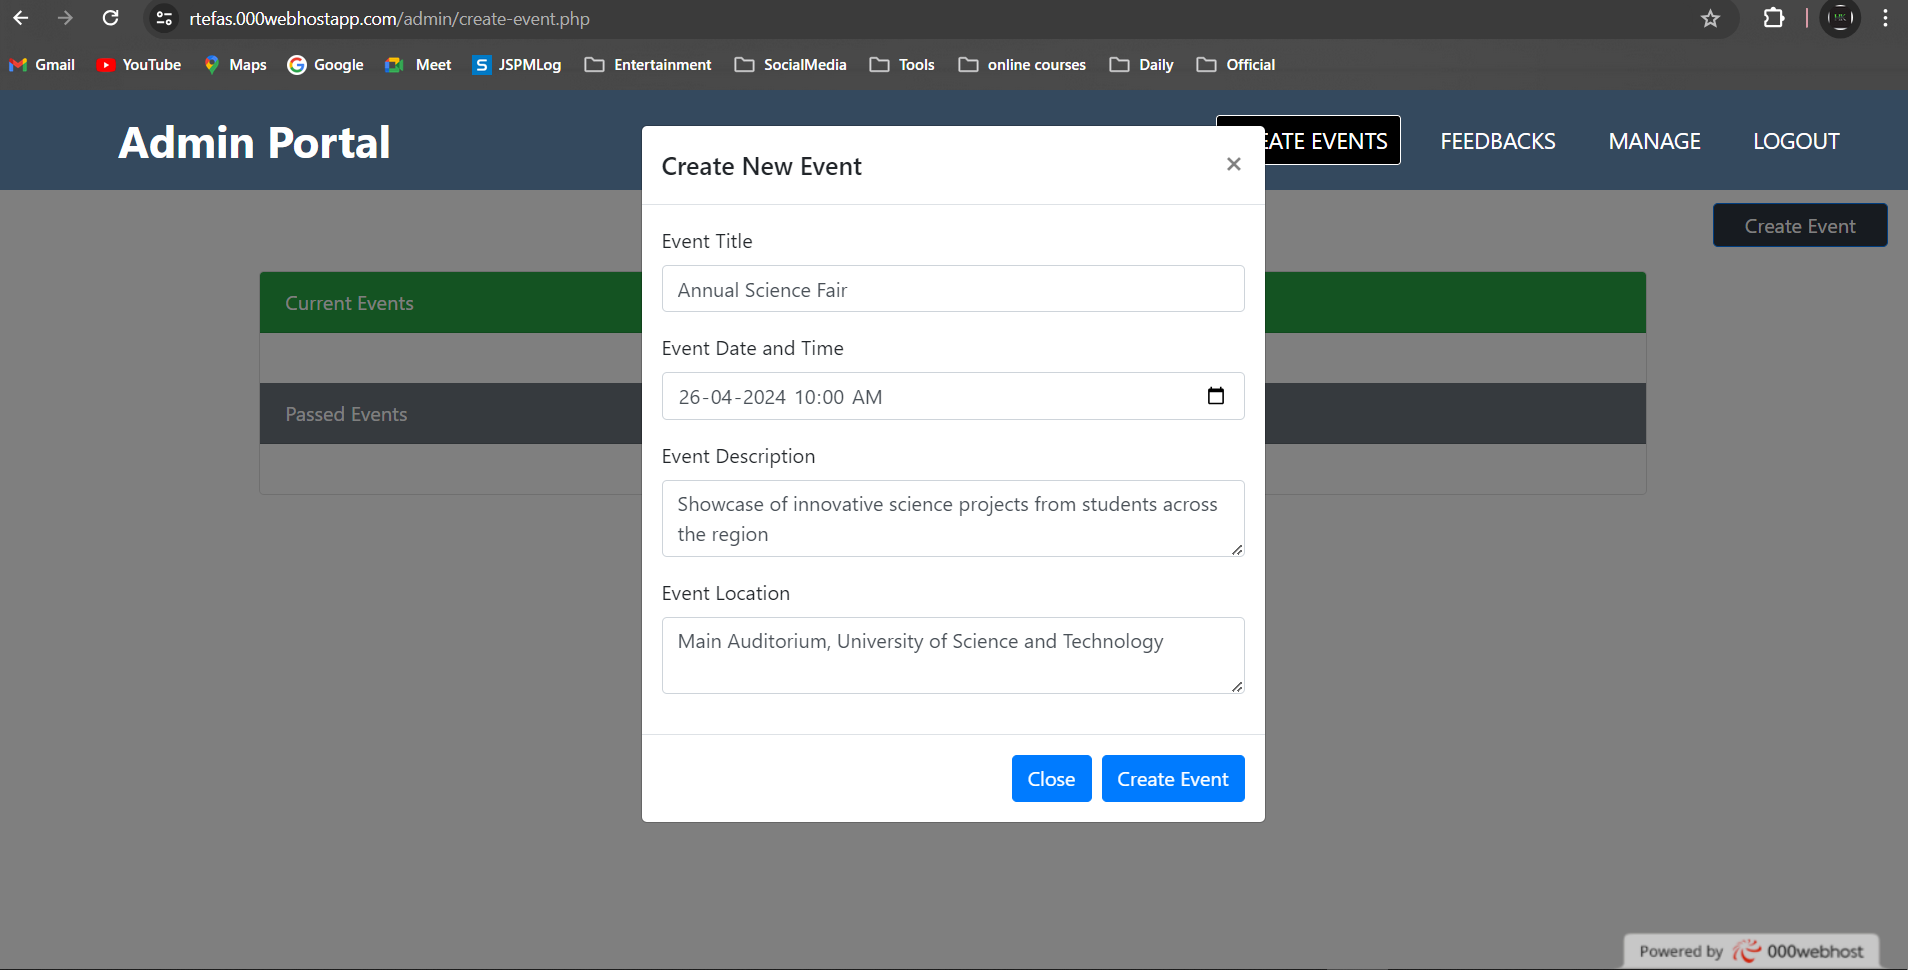 rtefas.000webhostapp.com/admin/create-event.php
Gmail YouTube Maps Google Meet JSPMLog Entertainment SocialMedia Tools online courses Daily Official
Admin Portal
EATE EVENTS FEEDBACKS MANAGE LOGOUT
Create New Event ×
Create Event
Event Title
Annual Science Fair
Current Events
Event Date and Time
26-04-2024 10:00 AM
Passed Events
Event Description
Showcase of innovative science projects from students across
the region
Event Location
Main Auditorium, University of Science and Technology
Close Create Event
Powered by 000webhost